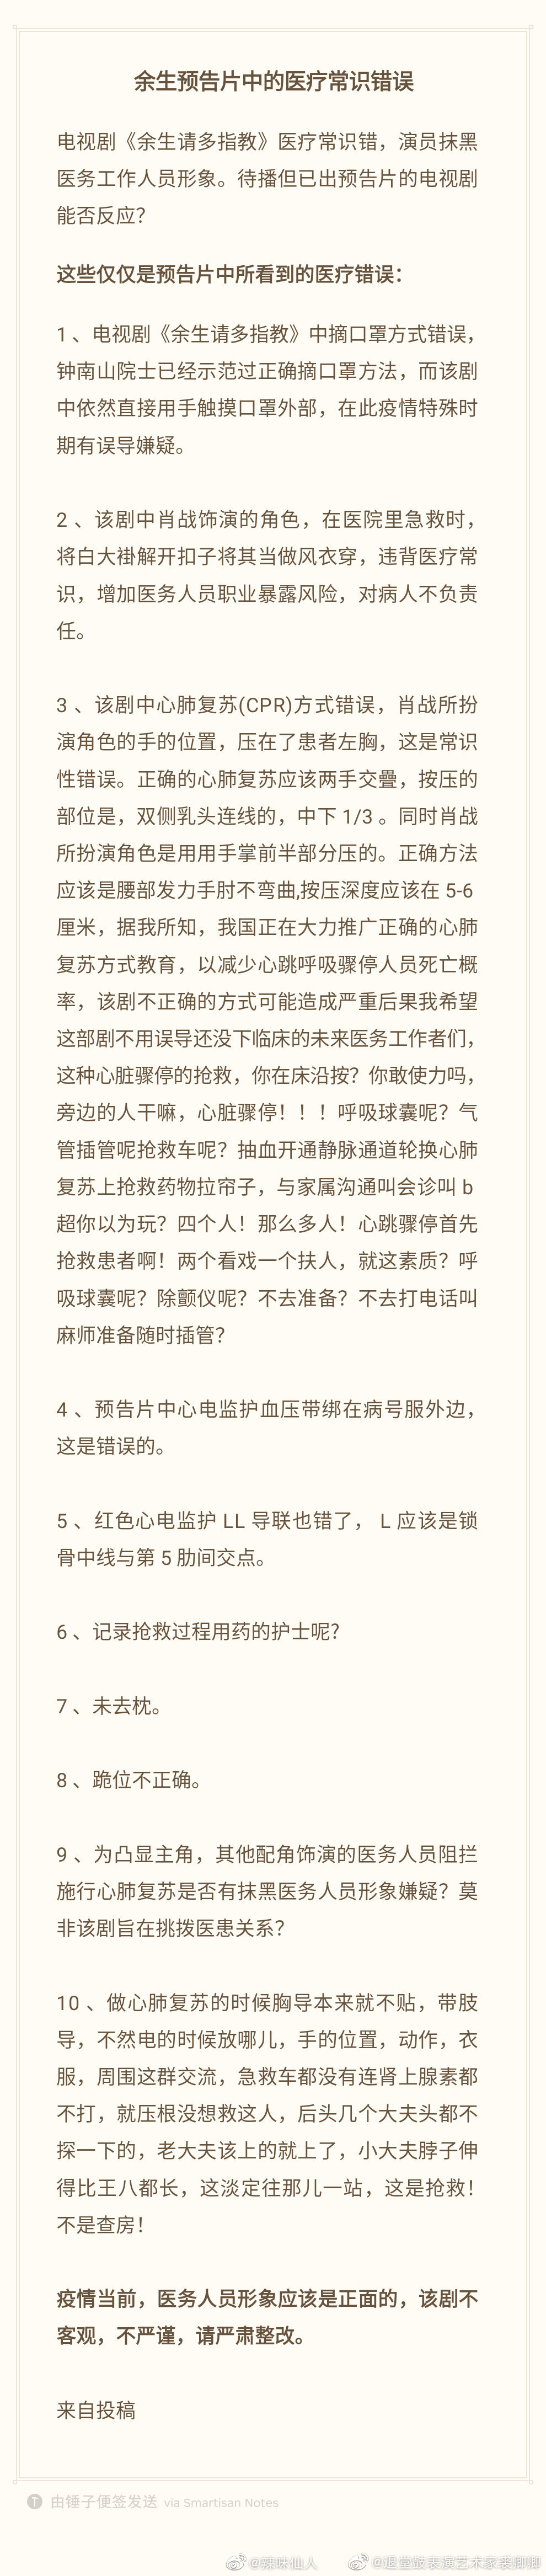 余生预告片中的医疗常识错误
电视剧《余生请多指教》医疗常识错，演员抹黑
医务工作人员形象。待播但已出预告片的电视剧
能否反应？
这些仅仅是预告片中所看到的医疗错误：
1 、电视剧《余生请多指教》中摘口罩方式错误，
钟南山院士已经示范过正确摘口罩方法，而该剧
中依然直接用手触摸口罩外部，在此疫情特殊时
期有误导嫌疑。
2 、该剧中肖战饰演的角色，在医院里急救时，
将白大褂解开扣子将其当做风衣穿，违背医疗常
识，增加医务人员职业暴露风险，对病人不负责
任。
3 、该剧中心肺复苏(CPR)方式错误，肖战所扮
演角色的手的位置，压在了患者左胸，这是常识
性错误。正确的心肺复苏应该两手交叠，按压的
部位是，双侧乳头连线的，中下 1/3 。同时肖战
所扮演角色是用用手掌前半部分压的。正确方法
应该是腰部发力手肘不弯曲,按压深度应该在 5-6
厘米，据我所知，我国正在大力推广正确的心肺
复苏方式教育，以减少心跳呼吸骤停人员死亡概
率，该剧不正确的方式可能造成严重后果我希望
这部剧不用误导还没下临床的未来医务工作者们，
这种心脏骤停的抢救，你在床沿按？你敢使力吗，
旁边的人干嘛，心脏骤停！！！呼吸球囊呢？气
管插管呢抢救车呢？抽血开通静脉通道轮换心肺
复苏上抢救药物拉帘子，与家属沟通叫会诊叫 b
超你以为玩？四个人！那么多人！心跳骤停首先
抢救患者啊！两个看戏一个扶人，就这素质？呼
吸球囊呢？除颤仪呢？不去准备？不去打电话叫
麻师准备随时插管？
4 、预告片中心电监护血压带绑在病号服外边，
这是错误的。
5 、红色心电监护 LL 导联也错了， L 应该是锁
骨中线与第 5 肋间交点。
6 、记录抢救过程用药的护士呢？
7 、未去枕。
8 、跪位不正确。
9 、为凸显主角，其他配角饰演的医务人员阻拦
施行心肺复苏是否有抹黑医务人员形象嫌疑？莫
非该剧旨在挑拨医患关系？
10 、做心肺复苏的时候胸导本来就不贴，带肢
导，不然电的时候放哪儿，手的位置，动作，衣
服，周围这群交流，急救车都没有连肾上腺素都
不打，就压根没想救这人，后头几个大夫头都不
探一下的，老大夫该上的就上了，小大夫脖子伸
得比王八都长，这淡定往那儿一站，这是抢救！
不是查房！
疫情当前，医务人员形象应该是正面的，该剧不
客观，不严谨，请严肃整改。
来自投稿
由锤子便签发送 via Smartisan Notes
@辣味仙人 @退堂鼓表演艺术家裴卿卿